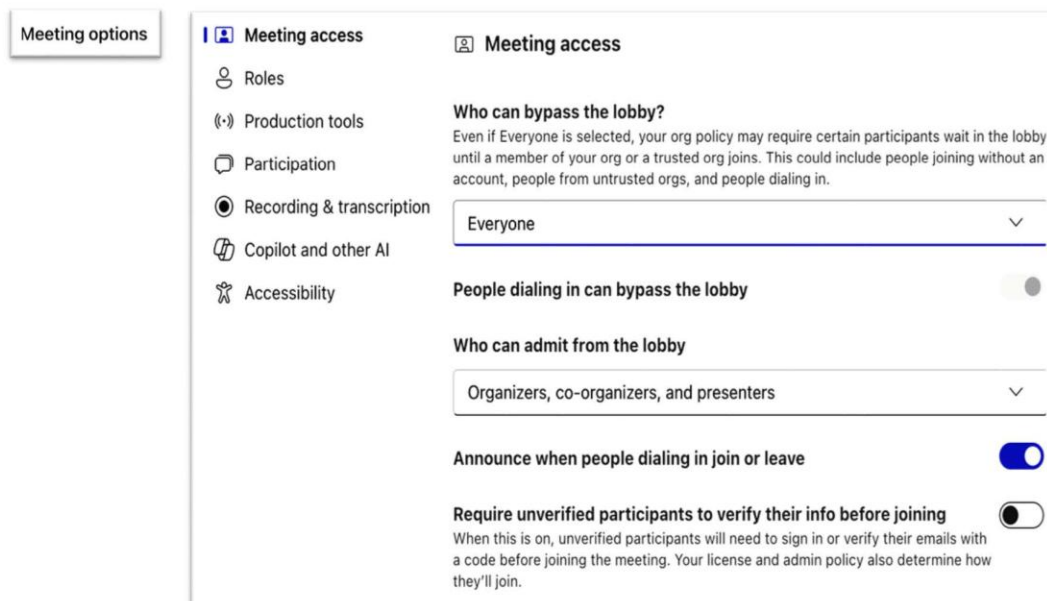 Meeting options
Meeting access
Roles
Production tools
Participation
Recording & transcription
Copilot and other AI
Accessibility
Meeting access
Who can bypass the lobby?
Even if Everyone is selected, your org policy may require certain participants wait in the lobby
until a member of your org or a trusted org joins. This could include people joining without an
account, people from untrusted orgs, and people dialing in.
Everyone
People dialing in can bypass the lobby
Who can admit from the lobby
Organizers, co-organizers, and presenters
Announce when people dialing in join or leave
Require unverified participants to verify their info before joining
When this is on, unverified participants will need to sign in or verify their emails with
a code before joining the meeting. Your license and admin policy also determine how
they'll join.